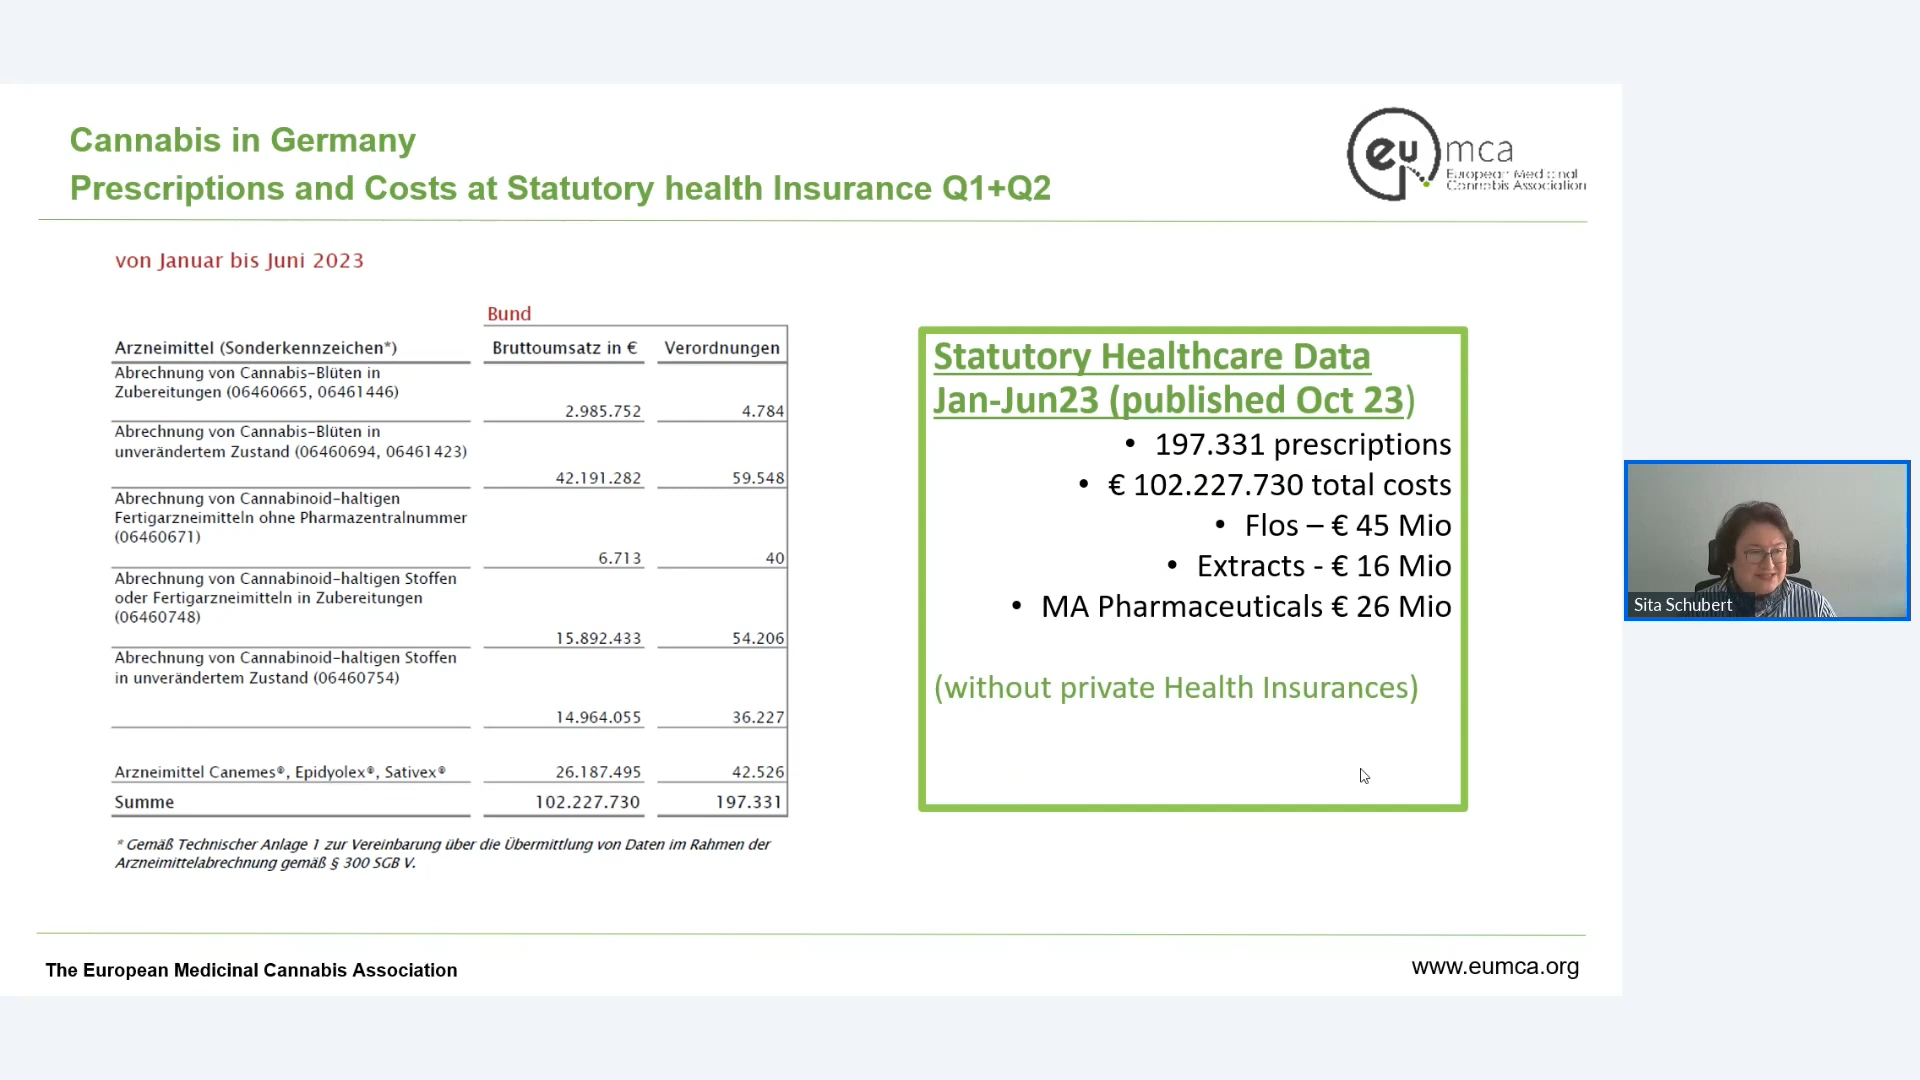 Cannabis in Germany
Prescriptions and Costs at Statutory health Insurance Q1+Q2
eu mca
European Medicinal
Cannabis Association
von Januar bis Juni 2023
Bund
Arzneimittel (Sonderkennzeichen*) Bruttoumsatz in € Verordnungen
Abrechnung von Cannabis-Blüten in
Zubereitungen (06460665, 06461446)
2.985.752 4.784
Abrechnung von Cannabis-Blüten in
unverändertem Zustand (06460694, 06461423)
42.191.282 59.548
Abrechnung von Cannabinoid-haltigen
Fertigarzneimitteln ohne Pharmazentralnummer
(06460671)
6.713 40
Abrechnung von Cannabinoid-haltigen Stoffen
oder Fertigarzneimitteln in Zubereitungen
(06460748)
15.892.433 54.206
Abrechnung von Cannabinoid-haltigen Stoffen
in unverändertem Zustand (06460754)
14.964.055 36.227
Arzneimittel Canemes®, Epidyolex®, Sativex® 26.187.495 42.526
Summe 102.227.730 197.331
* Gemäß Technischer Anlage 1 zur Vereinbarung über die Übermittlung von Daten im Rahmen der
Arzneimittelabrechnung gemäß § 300 SGB V.
Statutory Healthcare Data
Jan-Jun23 (published Oct 23)
• 197.331 prescriptions
• € 102.227.730 total costs
• Flos – € 45 Mio
• Extracts - € 16 Mio
• MA Pharmaceuticals € 26 Mio
(without private Health Insurances)
Sita Schubert
The European Medicinal Cannabis Association
www.eumca.org